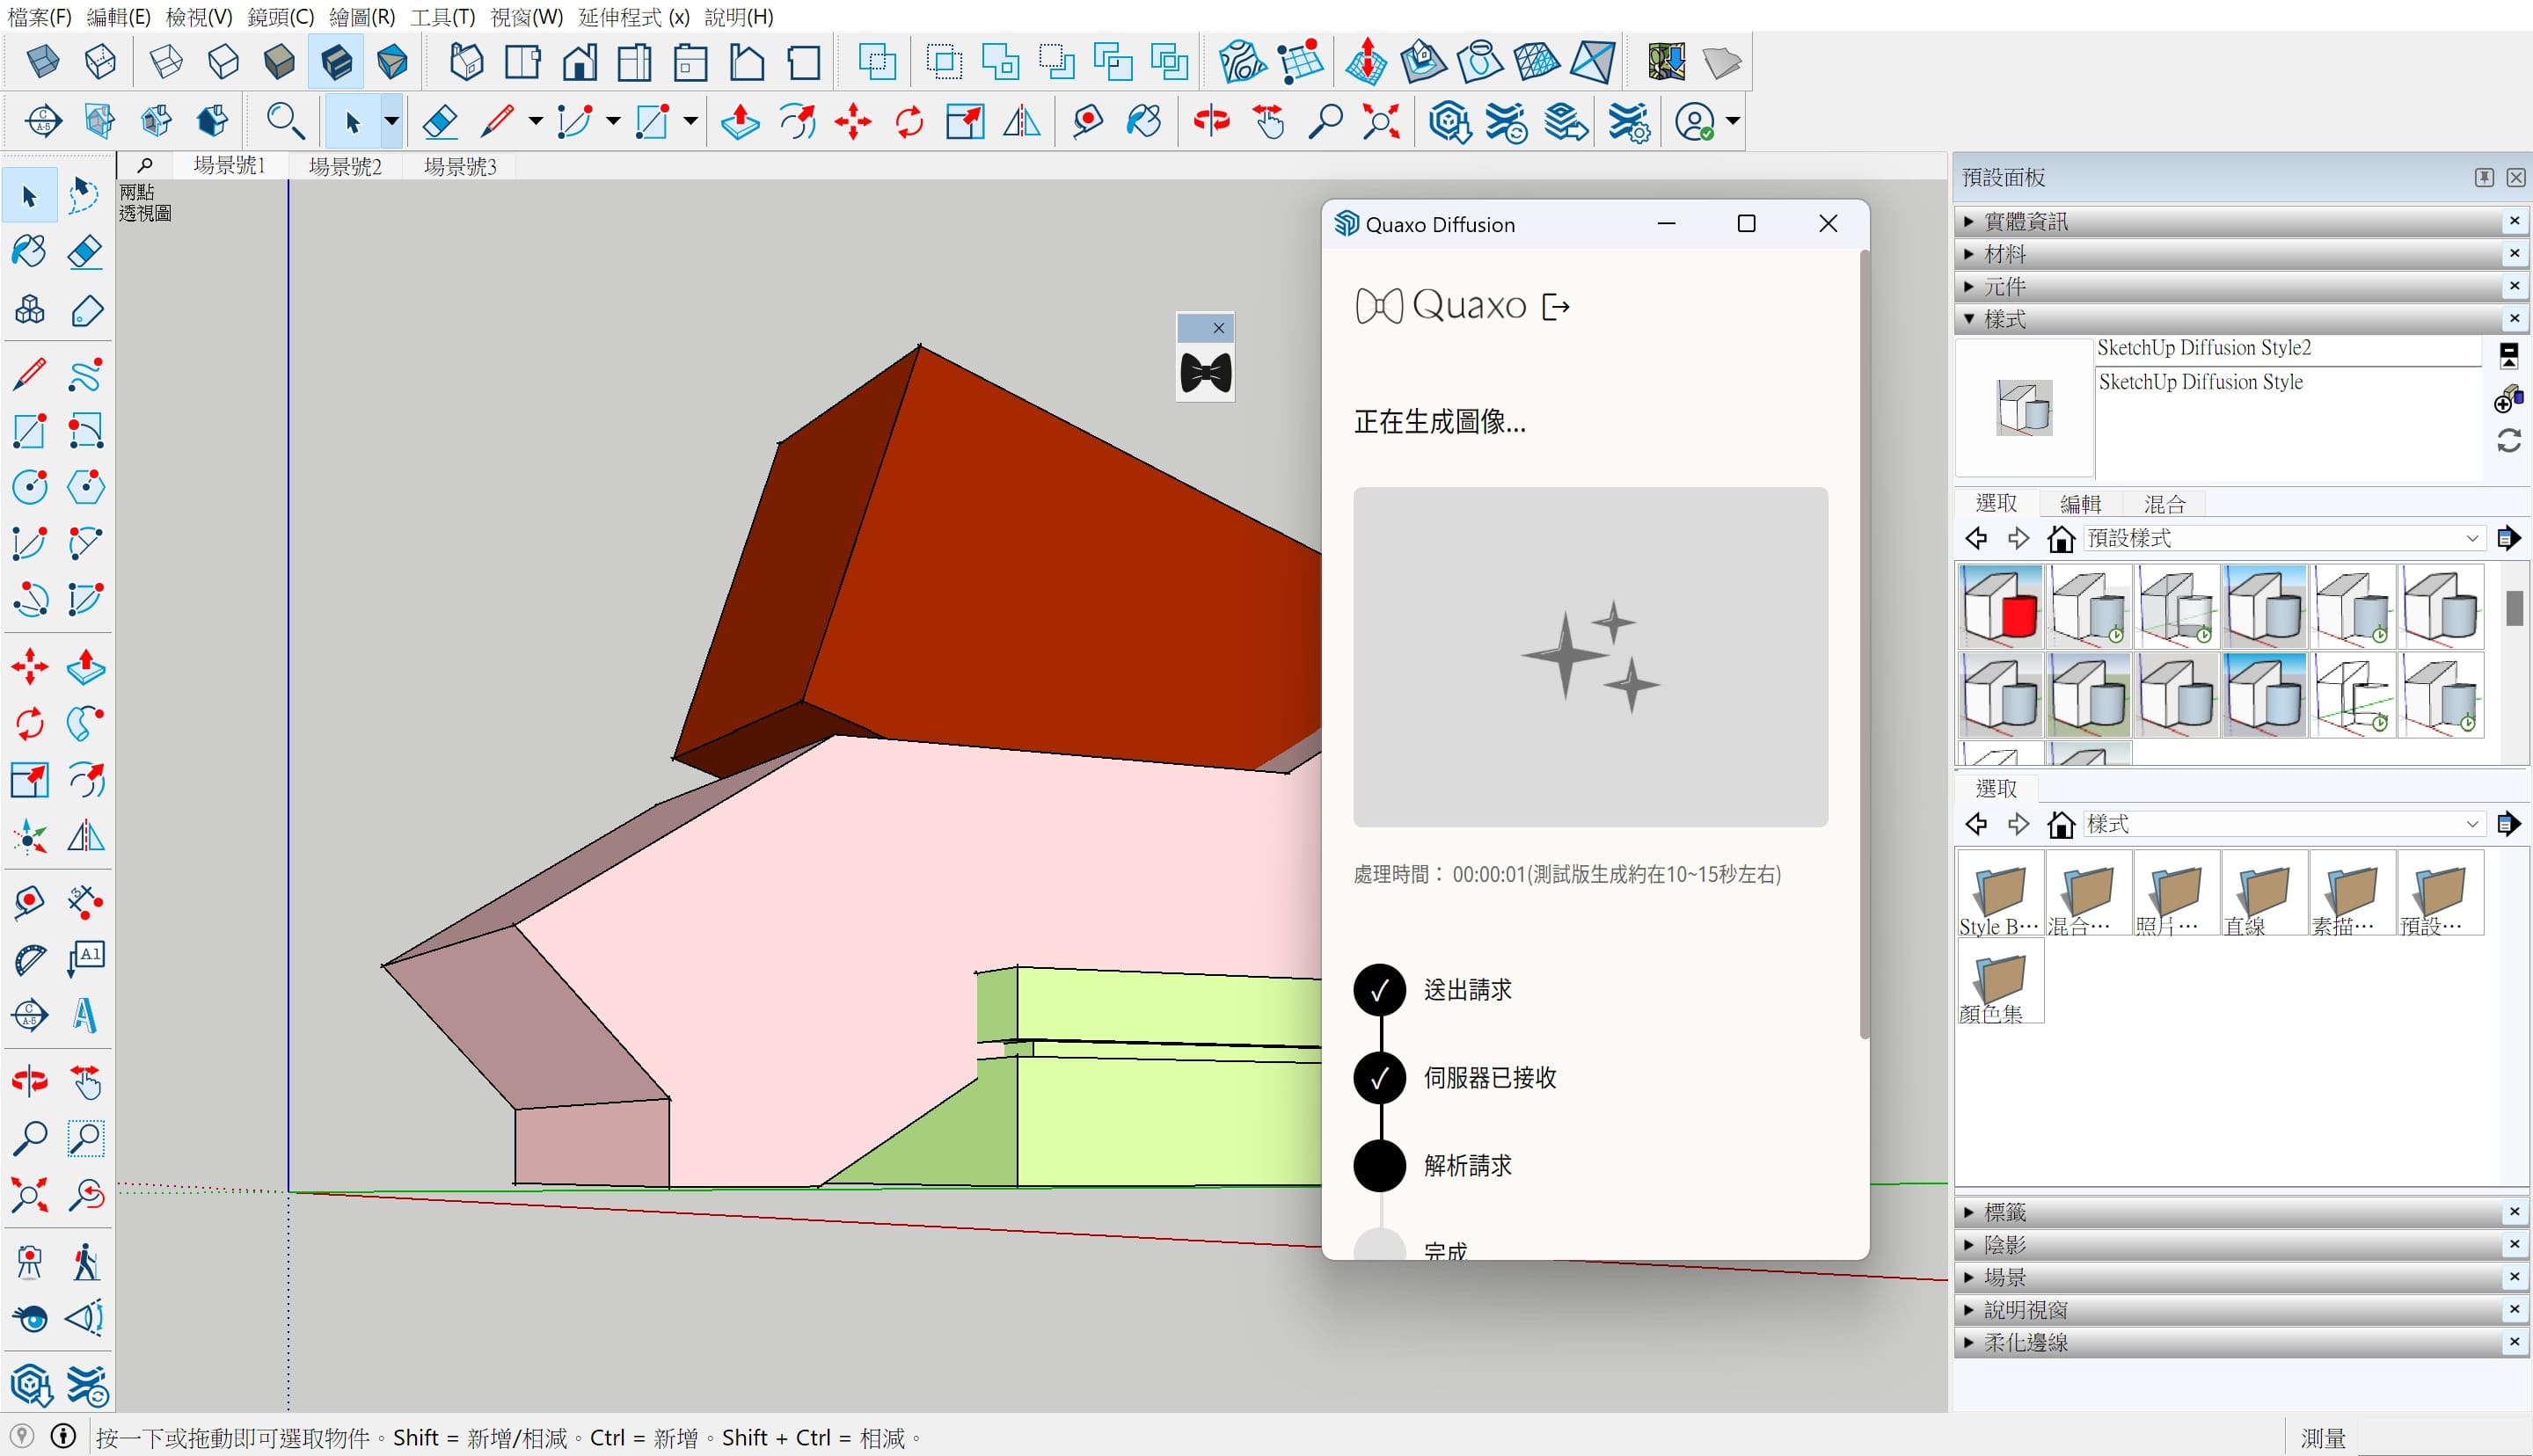 檔案(F) 編輯(E) 檢視(V) 鏡頭(C) 繪圖(R) 工具(T) 視窗(W) 延伸程式 (x) 說明(H)
場景號1 場景號2 場景號3
兩點
透視圖
Quaxo Diffusion
Quaxo
正在生成圖像...
處理時間： 00:00:01(測試版生成約在10~15秒左右)
送出請求
伺服器已接收
解析請求
完成
預設面板
實體資訊
材料
元件
樣式
SketchUp Diffusion Style2
SketchUp Diffusion Style
選取 編輯 混合
預設樣式
選取
樣式
Style B… 混合… 照片… 直線 素描… 預設…
顏色集
標籤
陰影
場景
說明視窗
柔化邊線
按一下或拖動即可選取物件。Shift = 新增/相減。Ctrl = 新增。Shift + Ctrl = 相減。
測量